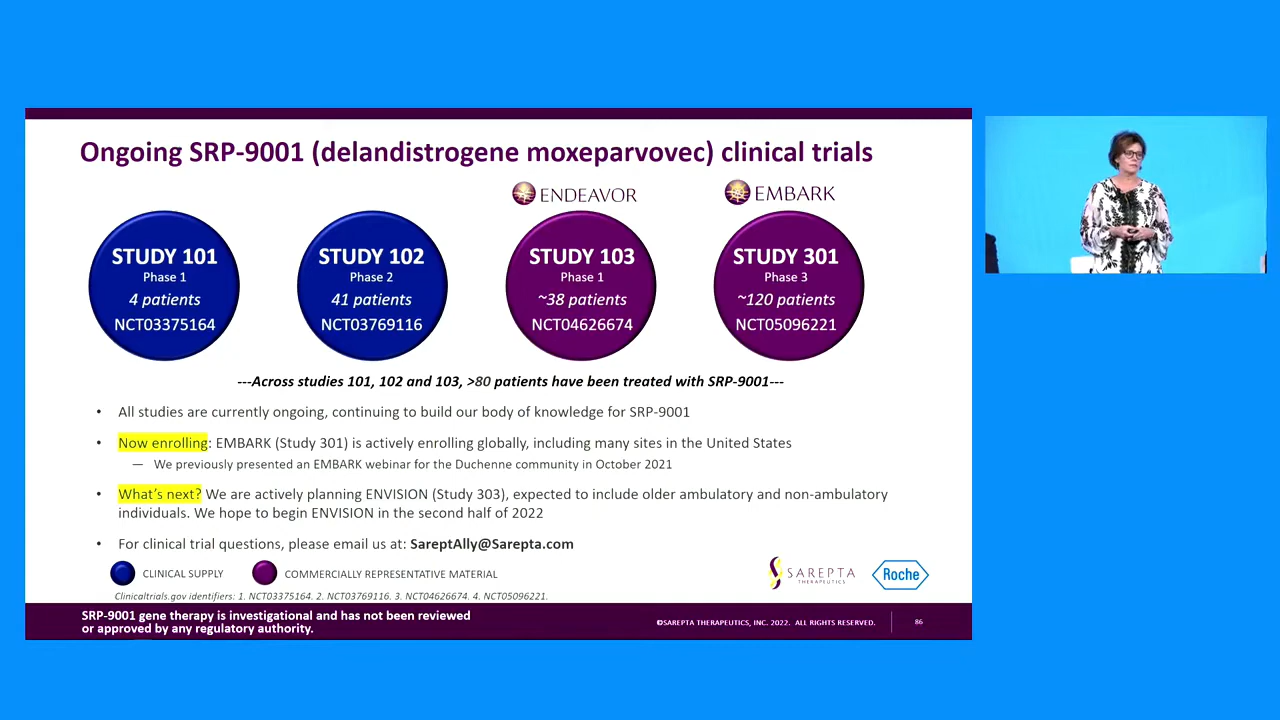 Ongoing SRP-9001 (delandistrogene moxeparvovec) clinical trials
ENDEAVOR
EMBARK
STUDY 101
Phase 1
4 patients
NCT03375164
STUDY 102
Phase 2
41 patients
NCT03769116
STUDY 103
Phase 1
~38 patients
NCT04626674
STUDY 301
Phase 3
~120 patients
NCT05096221
---Across studies 101, 102 and 103, >80 patients have been treated with SRP-9001---
• All studies are currently ongoing, continuing to build our body of knowledge for SRP-9001
• Now enrolling: EMBARK (Study 301) is actively enrolling globally, including many sites in the United States
— We previously presented an EMBARK webinar for the Duchenne community in October 2021
• What's next? We are actively planning ENVISION (Study 303), expected to include older ambulatory and non-ambulatory
individuals. We hope to begin ENVISION in the second half of 2022
• For clinical trial questions, please email us at: SareptAlly@Sarepta.com
CLINICAL SUPPLY
COMMERCIALLY REPRESENTATIVE MATERIAL
SAREPTA
THERAPEUTICS
Roche
Clinicaltrials.gov identifiers: 1. NCT03375164. 2. NCT03769116. 3. NCT04626674. 4. NCT05096221.
SRP-9001 gene therapy is investigational and has not been reviewed
or approved by any regulatory authority.
©SAREPTA THERAPEUTICS, INC. 2022. ALL RIGHTS RESERVED.
86